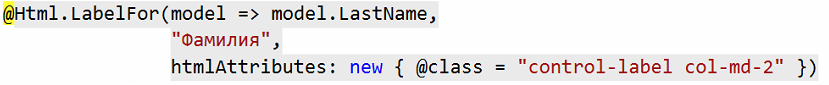 @Html.LabelFor(model => model.LastName,
"Фамилия",
htmlAttributes: new { @class = "control-label col-md-2" })